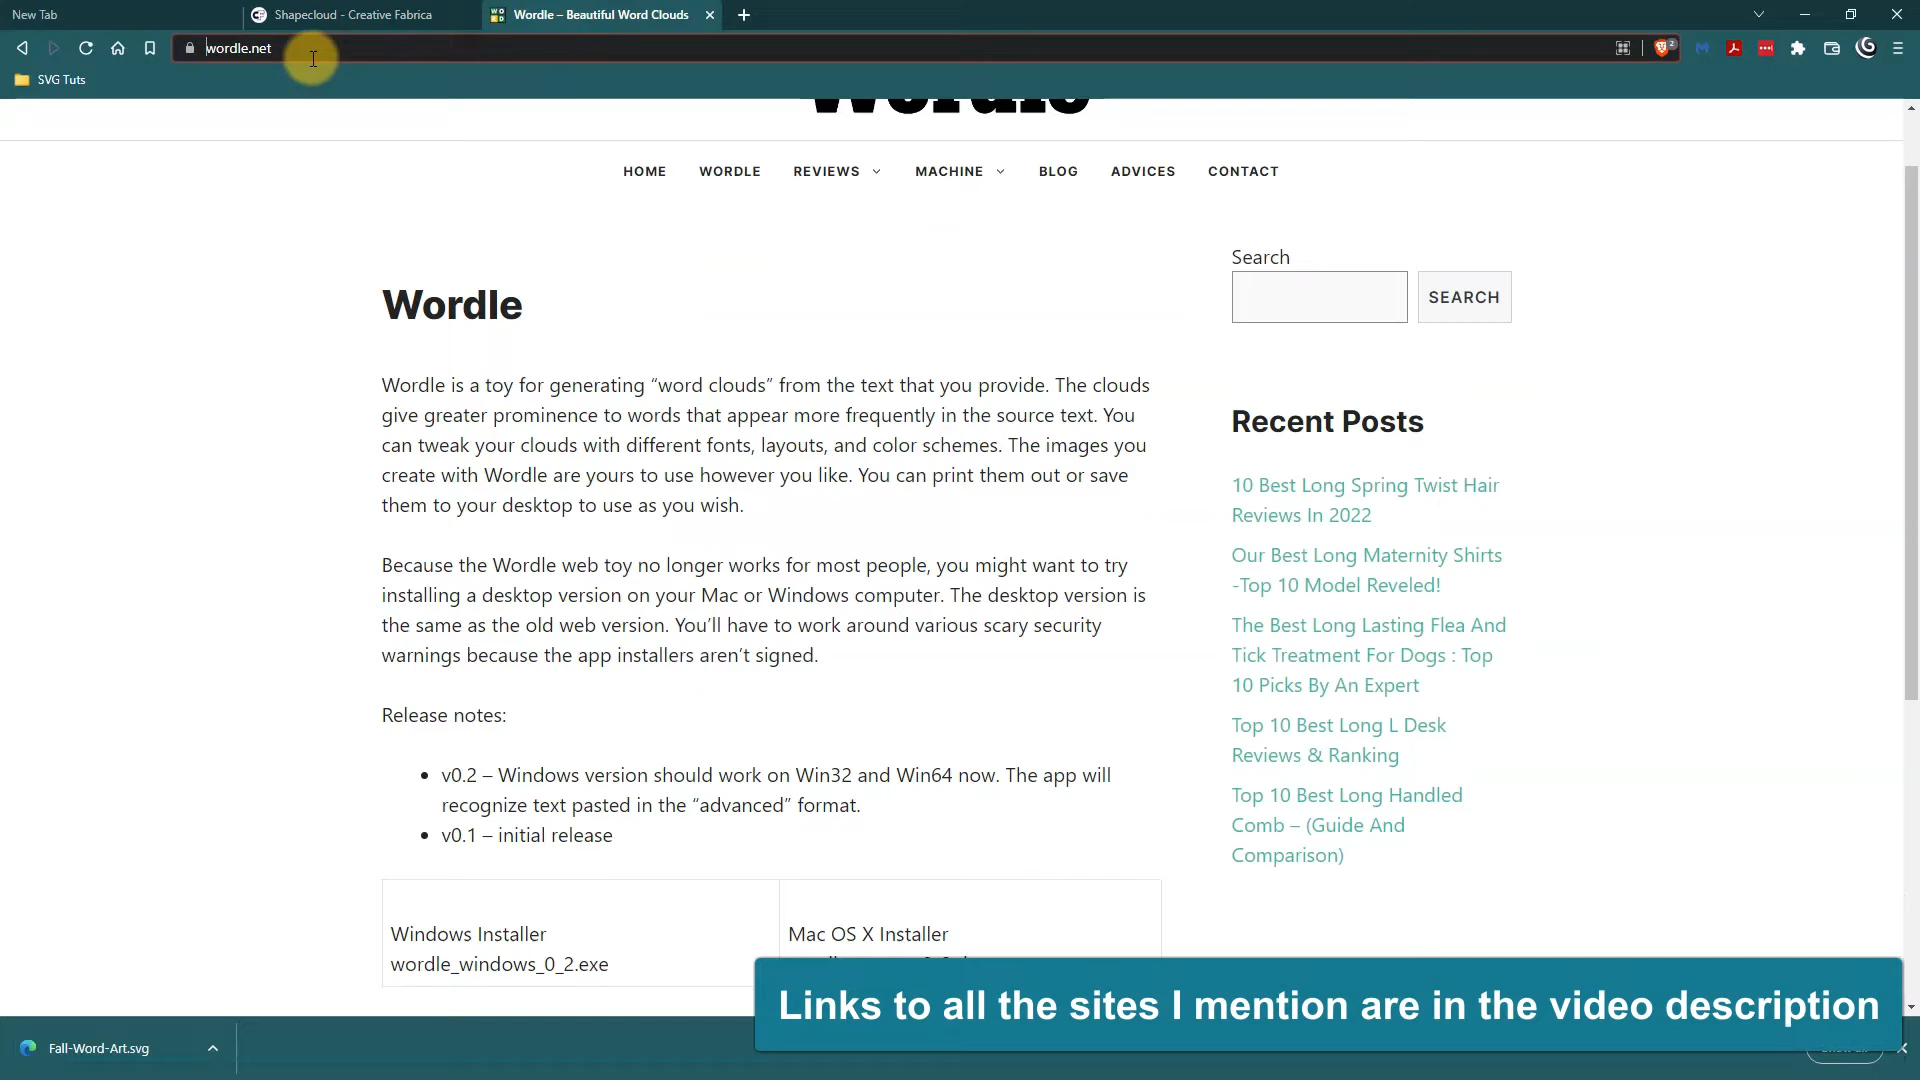 New Tab
Shapecloud - Creative Fabrica
Wordle – Beautiful Word Clouds
wordle.net
2
SVG Tuts
Wordle
HOME
WORDLE
REVIEWS
MACHINE
BLOG
ADVICES
CONTACT
Wordle
Wordle is a toy for generating “word clouds” from the text that you provide. The clouds
give greater prominence to words that appear more frequently in the source text. You
can tweak your clouds with different fonts, layouts, and color schemes. The images you
create with Wordle are yours to use however you like. You can print them out or save
them to your desktop to use as you wish.
Because the Wordle web toy no longer works for most people, you might want to try
installing a desktop version on your Mac or Windows computer. The desktop version is
the same as the old web version. You’ll have to work around various scary security
warnings because the app installers aren’t signed.
Release notes:
• v0.2 – Windows version should work on Win32 and Win64 now. The app will
recognize text pasted in the “advanced” format.
• v0.1 – initial release
Windows Installer
wordle_windows_0_2.exe
Mac OS X Installer
Search
SEARCH
Recent Posts
10 Best Long Spring Twist Hair
Reviews In 2022
Our Best Long Maternity Shirts
-Top 10 Model Reveled!
The Best Long Lasting Flea And
Tick Treatment For Dogs : Top
10 Picks By An Expert
Top 10 Best Long L Desk
Reviews & Ranking
Top 10 Best Long Handled
Comb – (Guide And
Comparison)
Links to all the sites I mention are in the video description
Fall-Word-Art.svg